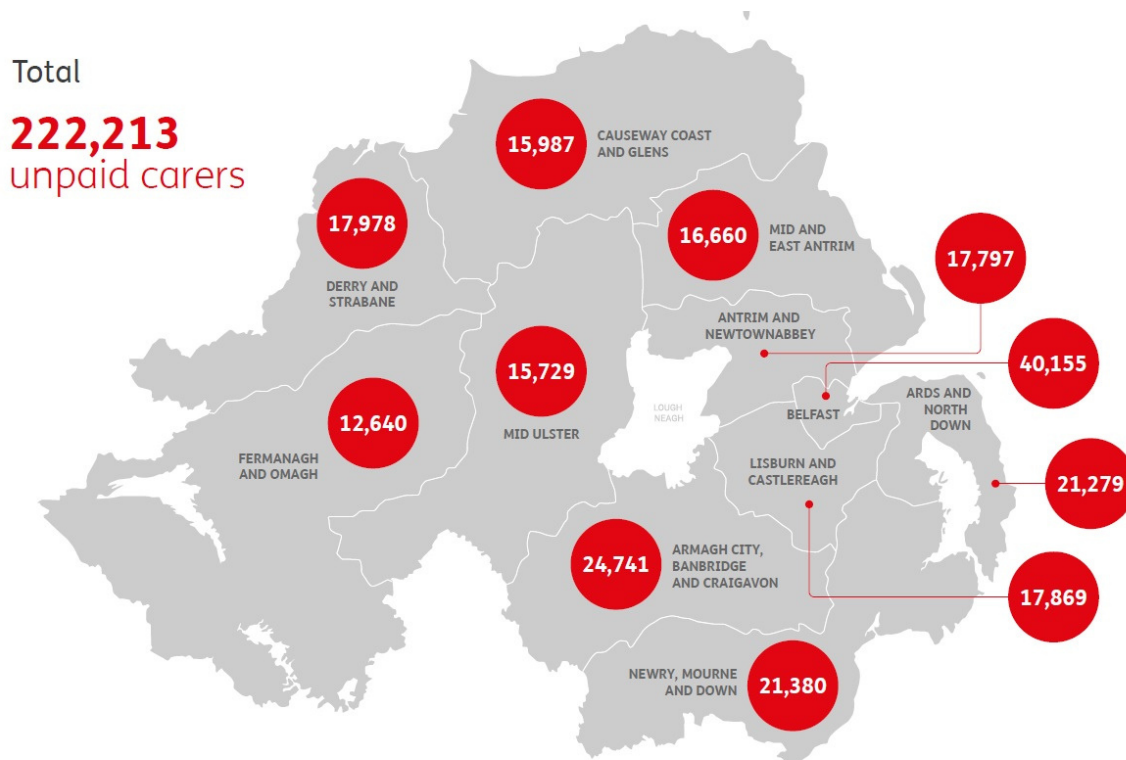 Total
222,213
unpaid carers
15,987
CAUSEWAY COAST
AND GLENS
17,978
DERRY AND
STRABANE
16,660
MID AND
EAST ANTRIM
17,797
ANTRIM AND
NEWTOWNABBEY
15,729
MID ULSTER
40,155
BELFAST
12,640
FERMANAGH
AND OMAGH
LOUGH
NEAGH
ARDS AND
NORTH
DOWN
21,279
LISBURN AND
CASTLEREAGH
17,869
24,741
ARMAGH CITY,
BANBRIDGE
AND CRAIGAVON
NEWRY, MOURNE
AND DOWN
21,380